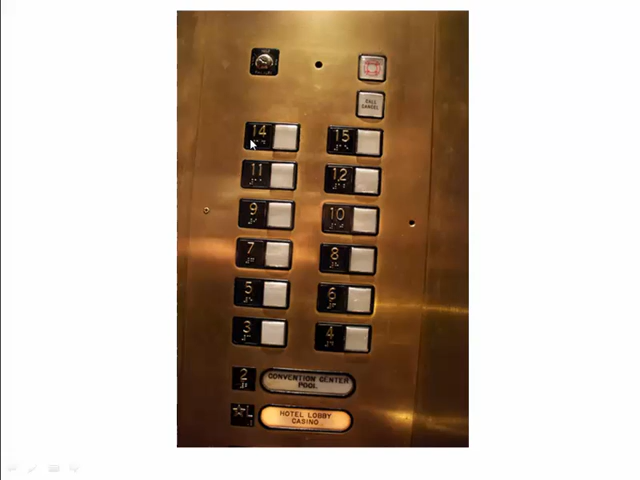 CALL
CANCEL
14 15
11 12
9 10
7 8
5 6
3 4
2 CONVENTION CENTER
POOL
★L HOTEL LOBBY
CASINO